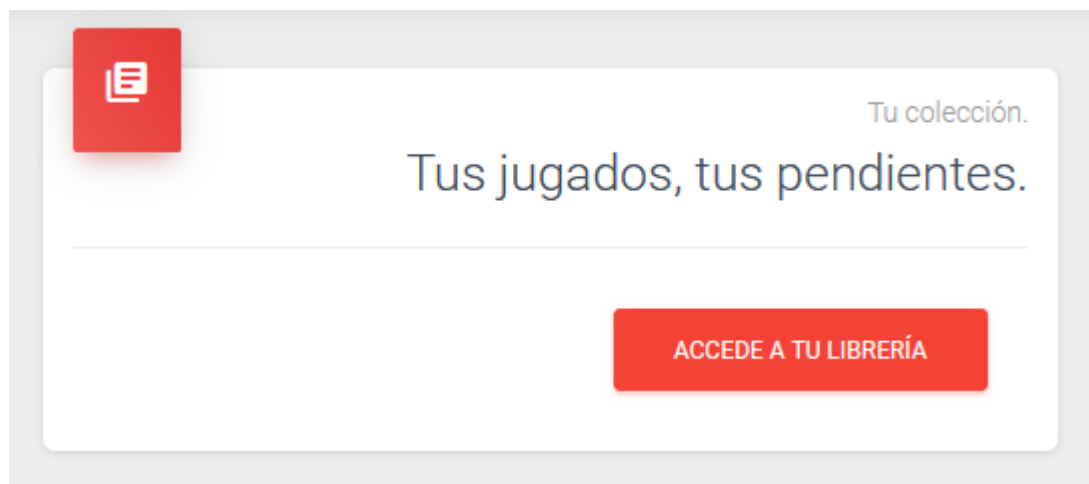 Tu colección.
Tus jugados, tus pendientes.
ACCEDE A TU LIBRERÍA